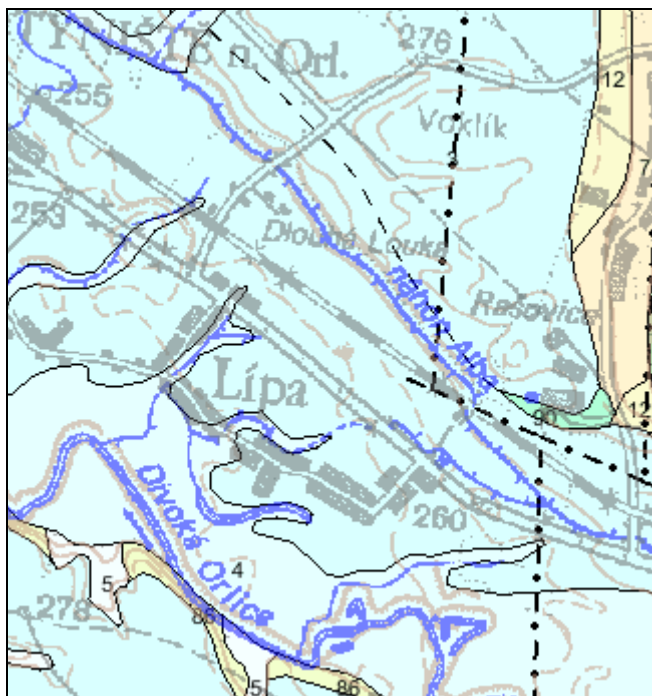 TÝNIŠTĚ n. Orl.
276
12
255
Voklík
7
253
Dlouhá Louka
náhon Alba
Rašovice
Lípa
12
90
260
Divoká Orlice
4
5
278
86
5
86